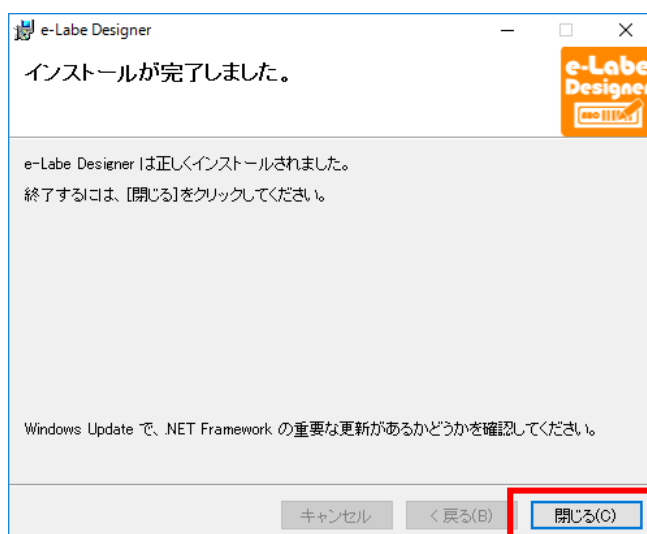 e-Labe Designer
インストールが完了しました。
e-Labe
Designer
ABC
e-Labe Designer は正しくインストールされました。
終了するには、[閉じる]をクリックしてください。
Windows Update で、.NET Framework の重要な更新があるかどうかを確認してください。
キャンセル
< 戻る(B)
閉じる(C)